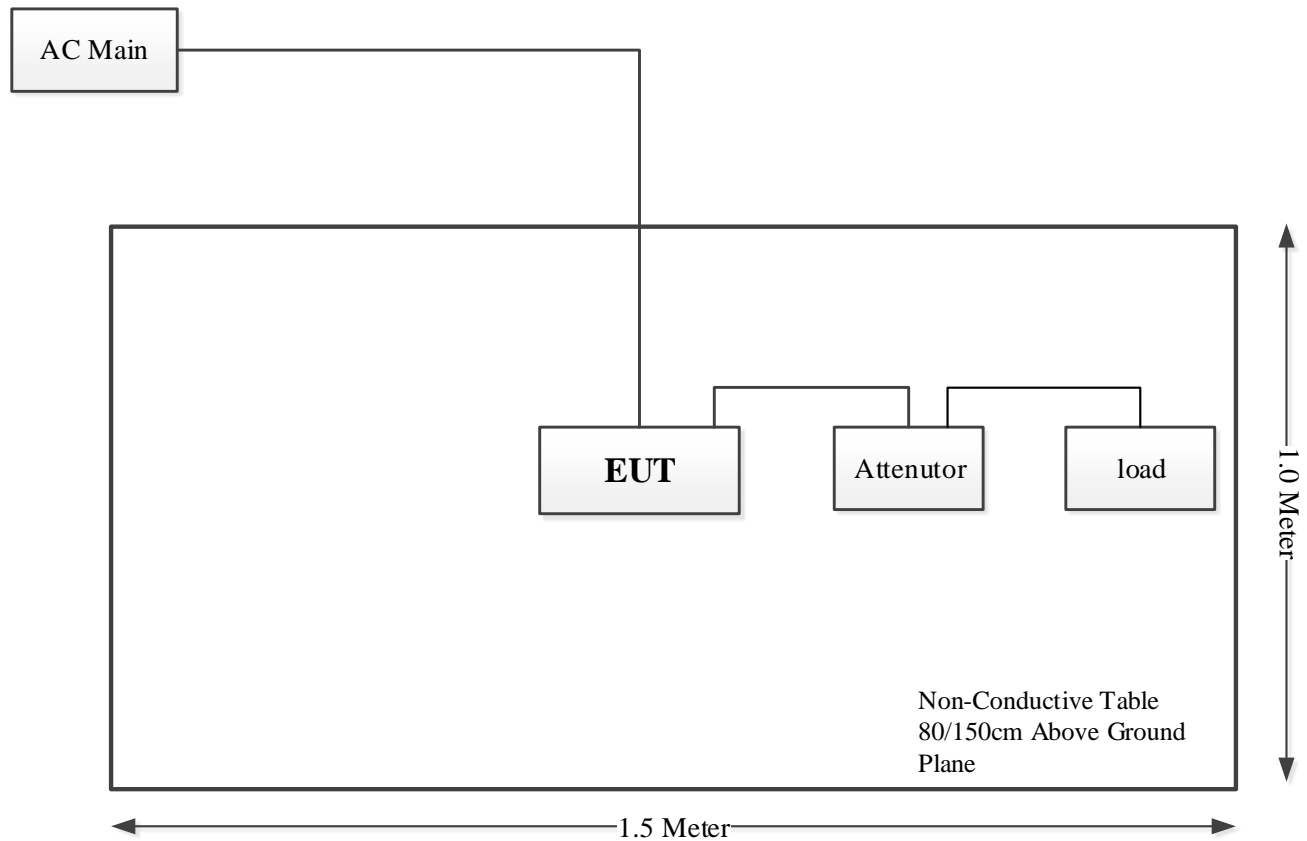 AC Main
EUT
Attenutor
load
1.0 Meter
Non-Conductive Table
80/150cm Above Ground
Plane
1.5 Meter